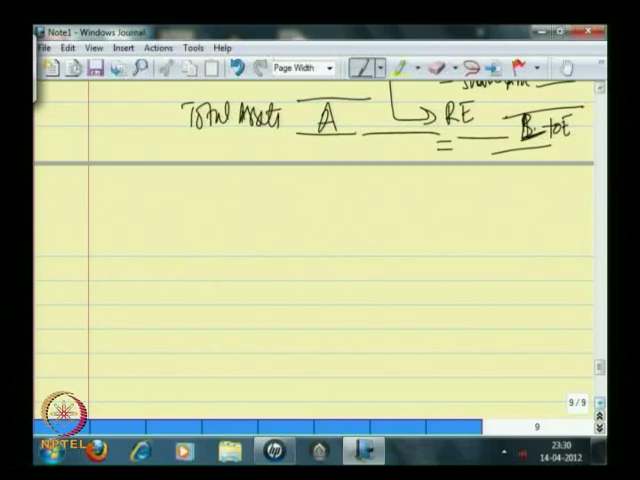 Note1 - Windows Journal
File Edit View Insert Actions Tools Help
Page Width
Total Assets A RE
=
9/9
9
NPTEL
23:30
14-04-2012